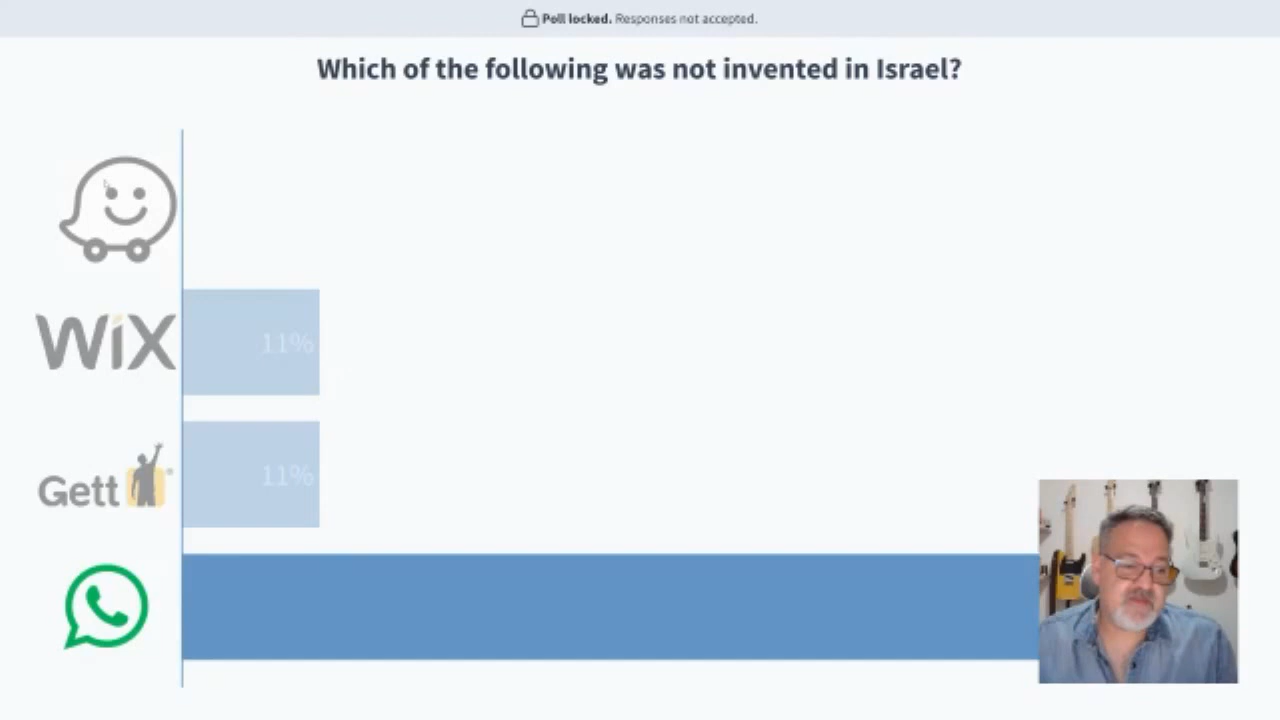 Poll locked. Responses not accepted.
Which of the following was not invented in Israel?
WiX
11%
Gett
11%